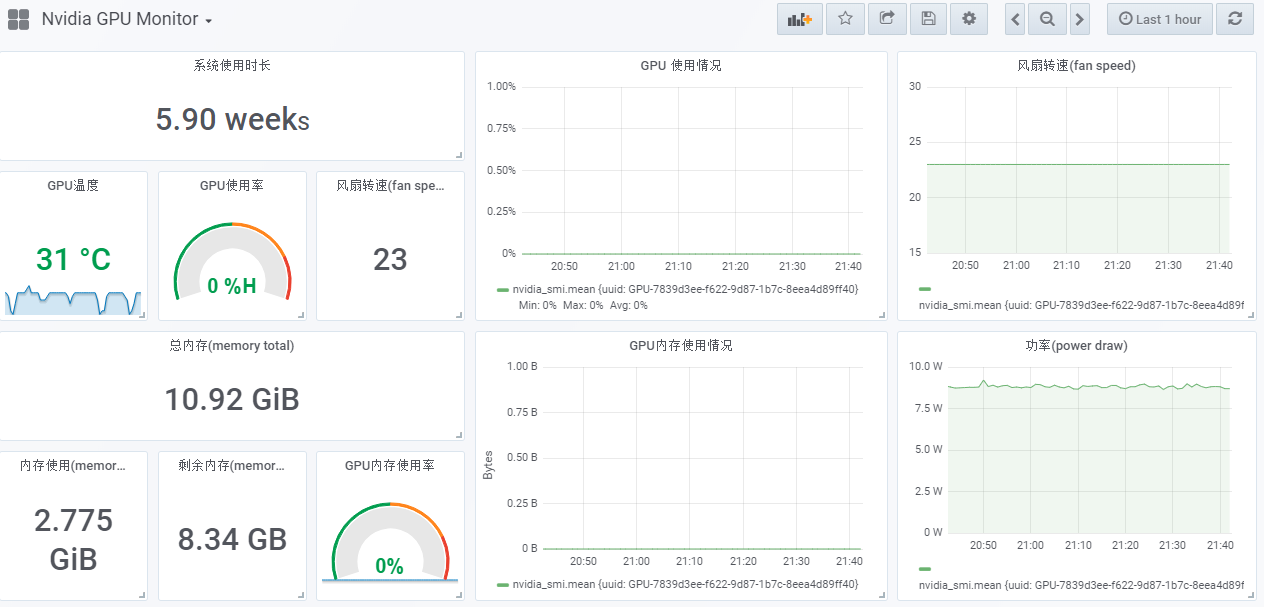 Nvidia GPU Monitor
Last 1 hour
系统使用时长
5.90 weeks
GPU温度
31 °C
GPU使用率
0 %H
风扇转速(fan spe...
23
GPU 使用情况
1.00%
0.75%
0.50%
0.25%
0%
20:50 21:00 21:10 21:20 21:30 21:40
nvidia_smi.mean {uuid: GPU-7839d3ee-f622-9d87-1b7c-8eea4d89ff40}
Min: 0% Max: 0% Avg: 0%
风扇转速(fan speed)
30
25
20
15
20:50 21:00 21:10 21:20 21:30 21:40
nvidia_smi.mean {uuid: GPU-7839d3ee-f622-9d87-1b7c-8eea4d89f
总内存(memory total)
10.92 GiB
内存使用(memor...
2.775
GiB
剩余内存(memor...
8.34 GB
GPU内存使用率
0%
GPU内存使用情况
Bytes
1.00 B
0.75 B
0.50 B
0.25 B
0 B
20:50 21:00 21:10 21:20 21:30 21:40
nvidia_smi.mean {uuid: GPU-7839d3ee-f622-9d87-1b7c-8eea4d89ff40}
功率(power draw)
10.0 W
7.5 W
5.0 W
2.5 W
0 W
20:50 21:00 21:10 21:20 21:30 21:40
nvidia_smi.mean {uuid: GPU-7839d3ee-f622-9d87-1b7c-8eea4d89f